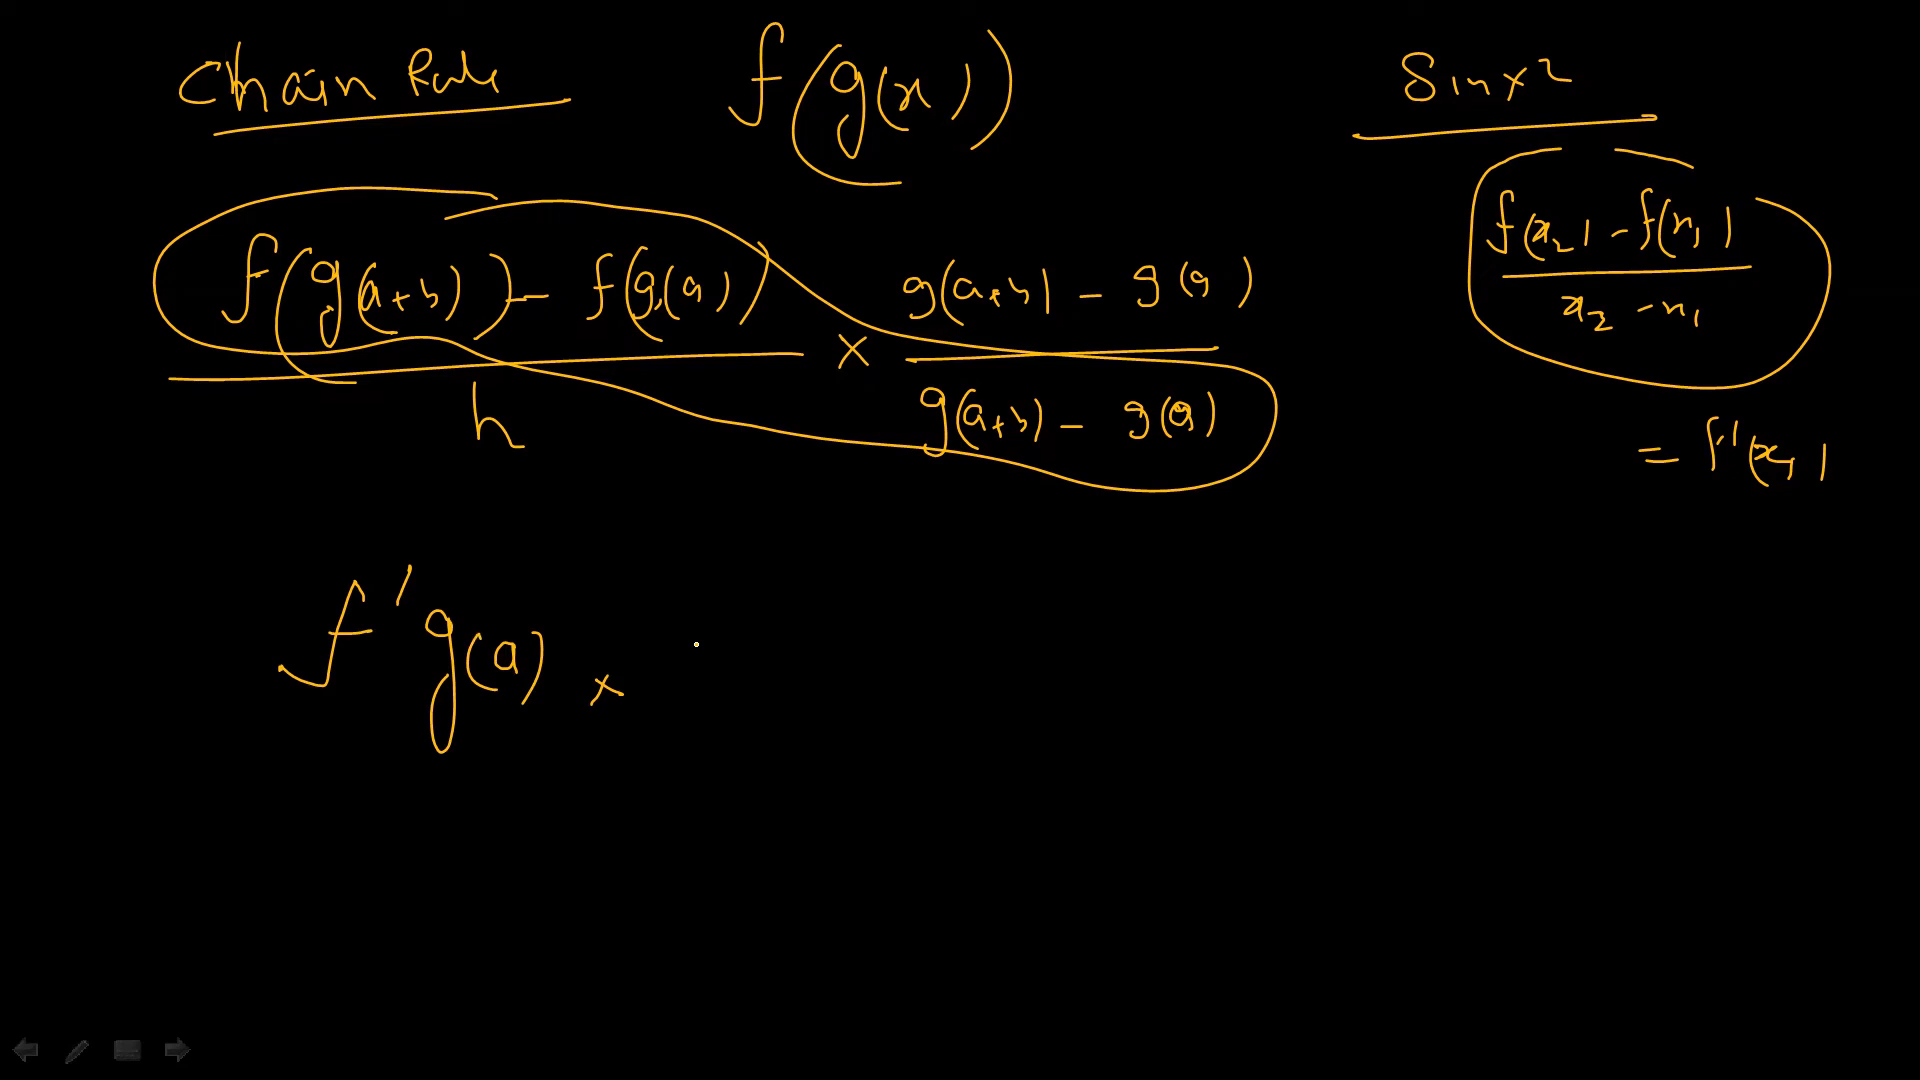 Chain Rule
f(g(x))
Sinx²
f(g(a+h)) - f(g(a)) / h × g(a+h) - g(a) / g(a+h) - g(a)
f(x₂) - f(x₁) / x₂ - x₁
= f'(x₁)
f' g(a) ×